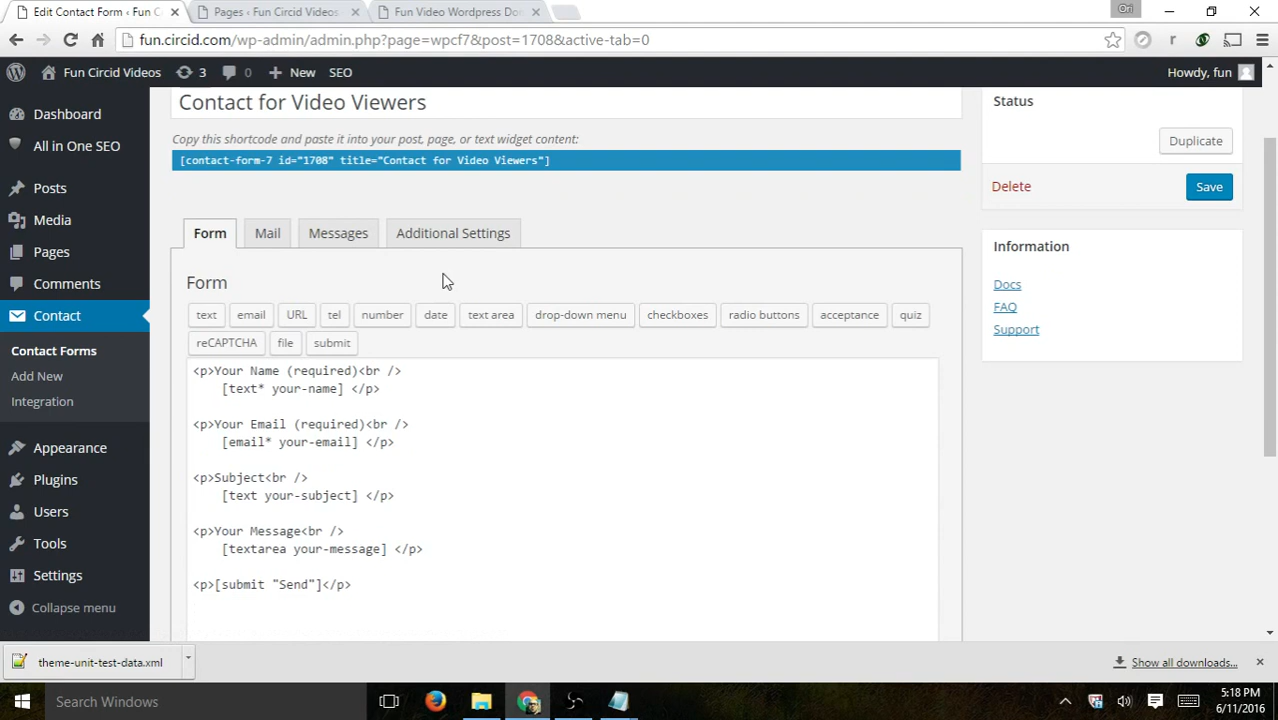 Edit Contact Form ‹ Fun C
Pages ‹ Fun Circid Videos
Fun Video Wordpress Do
Ori
fun.circid.com/wp-admin/admin.php?page=wpcf7&post=1708&active-tab=0
Fun Circid Videos
3
0
New
SEO
Howdy, fun
Dashboard
All in One SEO
Posts
Media
Pages
Comments
Contact
Contact Forms
Add New
Integration
Appearance
Plugins
Users
Tools
Settings
Collapse menu
Contact for Video Viewers
Copy this shortcode and paste it into your post, page, or text widget content:
[contact-form-7 id="1708" title="Contact for Video Viewers"]
Form
Mail
Messages
Additional Settings
Form
text
email
URL
tel
number
date
text area
drop-down menu
checkboxes
radio buttons
acceptance
quiz
reCAPTCHA
file
submit
<p>Your Name (required)<br />
[text* your-name] </p>
<p>Your Email (required)<br />
[email* your-email] </p>
<p>Subject<br />
[text your-subject] </p>
<p>Your Message<br />
[textarea your-message] </p>
<p>[submit "Send"]</p>
Status
Duplicate
Delete
Save
Information
Docs
FAQ
Support
theme-unit-test-data.xml
Show all downloads...
Search Windows
5:18 PM
6/11/2016